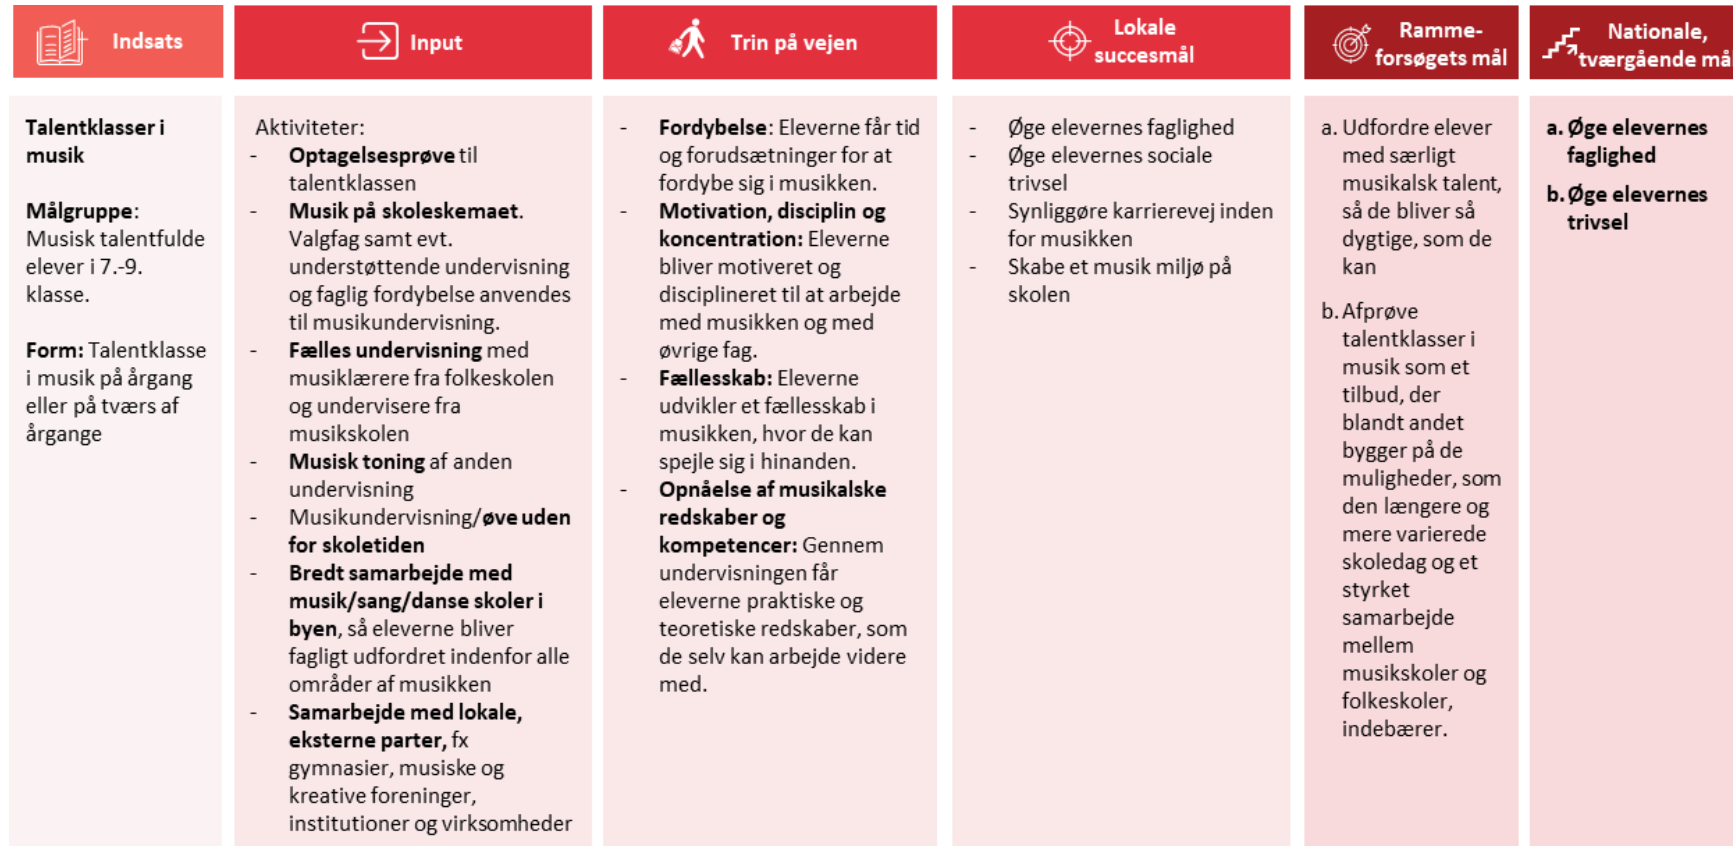 Indsats
Input
Trin på vejen
Lokale
succesmål
Ramme-
forsøgets mål
Nationale,
tværgående mål
Talentklasser i
musik
Målgruppe:
Musisk talentfulde
elever i 7.-9.
klasse.
Form: Talentklasse
i musik på årgang
eller på tværs af
årgange
Aktiviteter:
- Optagelsesprøve til
talentklassen
- Musik på skoleskemaet.
Valgfag samt evt.
understøttende undervisning
og faglig fordybelse anvendes
til musikundervisning.
- Fælles undervisning med
musiklærere fra folkeskolen
og undervisere fra
musikskolen
- Musisk toning af anden
undervisning
- Musikundervisning/øve uden
for skoletiden
- Bredt samarbejde med
musik/sang/danse skoler i
byen, så eleverne bliver
fagligt udfordret indenfor alle
områder af musikken
- Samarbejde med lokale,
eksterne parter, fx
gymnasier, musiske og
kreative foreninger,
institutioner og virksomheder
- Fordybelse: Eleverne får tid
og forudsætninger for at
fordybe sig i musikken.
- Motivation, disciplin og
koncentration: Eleverne
bliver motiveret og
disciplineret til at arbejde
med musikken og med
øvrige fag.
- Fællesskab: Eleverne
udvikler et fællesskab i
musikken, hvor de kan
spejle sig i hinanden.
- Opnåelse af musikalske
redskaber og
kompetencer: Gennem
undervisningen får
eleverne praktiske og
teoretiske redskaber, som
de selv kan arbejde videre
med.
- Øge elevernes faglighed
- Øge elevernes sociale
trivsel
- Synliggøre karrierevej inden
for musikken
- Skabe et musik miljø på
skolen
a. Udfordre elever
med særligt
musikalsk talent,
så de bliver så
dygtige, som de
kan
b. Afprøve
talentklasser i
musik som et
tilbud, der
blandt andet
bygger på de
muligheder, som
den længere og
mere varierede
skoledag og et
styrket
samarbejde
mellem
musikskoler og
folkeskoler,
indebærer.
a. Øge elevernes
faglighed
b. Øge elevernes
trivsel